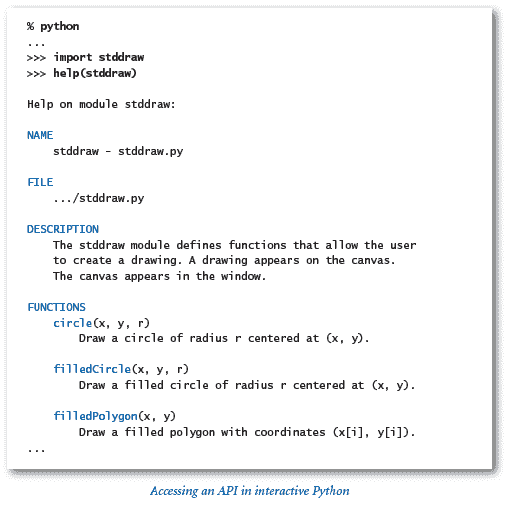 % python
...
>>> import stddraw
>>> help(stddraw)
Help on module stddraw:
NAME
stddraw - stddraw.py
FILE
.../stddraw.py
DESCRIPTION
The stddraw module defines functions that allow the user
to create a drawing. A drawing appears on the canvas.
The canvas appears in the window.
FUNCTIONS
circle(x, y, r)
Draw a circle of radius r centered at (x, y).
filledCircle(x, y, r)
Draw a filled circle of radius r centered at (x, y).
filledPolygon(x, y)
Draw a filled polygon with coordinates (x[i], y[i]).
...
Accessing an API in interactive Python